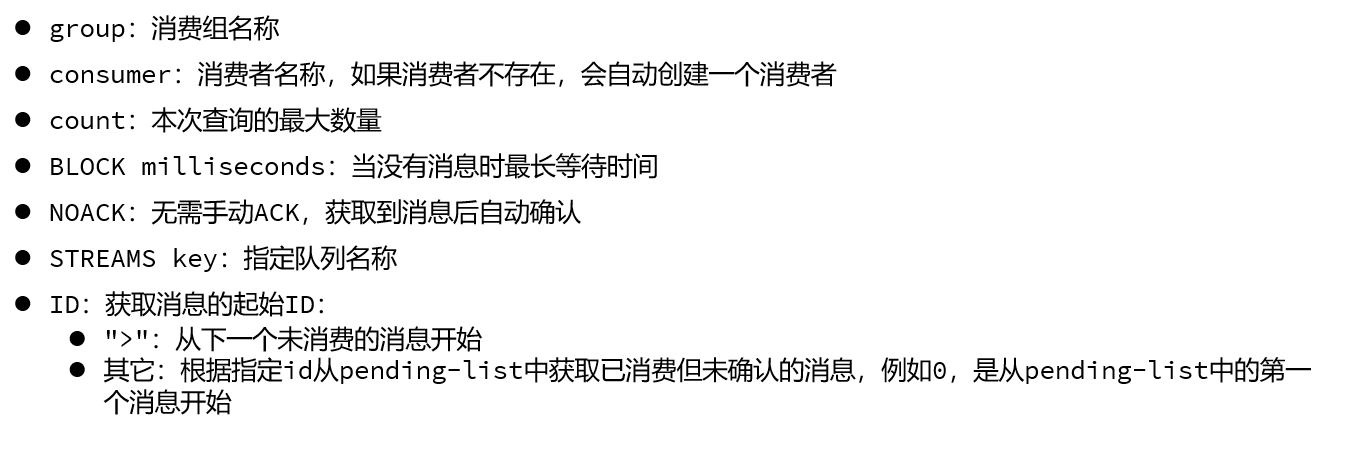 ● group：消费组名称
● consumer：消费者名称，如果消费者不存在，会自动创建一个消费者
● count：本次查询的最大数量
● BLOCK milliseconds：当没有消息时最长等待时间
● NOACK：无需手动ACK，获取到消息后自动确认
● STREAMS key：指定队列名称
● ID：获取消息的起始ID：
● ">"：从下一个未消费的消息开始
● 其它：根据指定id从pending-list中获取已消费但未确认的消息，例如0，是从pending-list中的第一
个消息开始